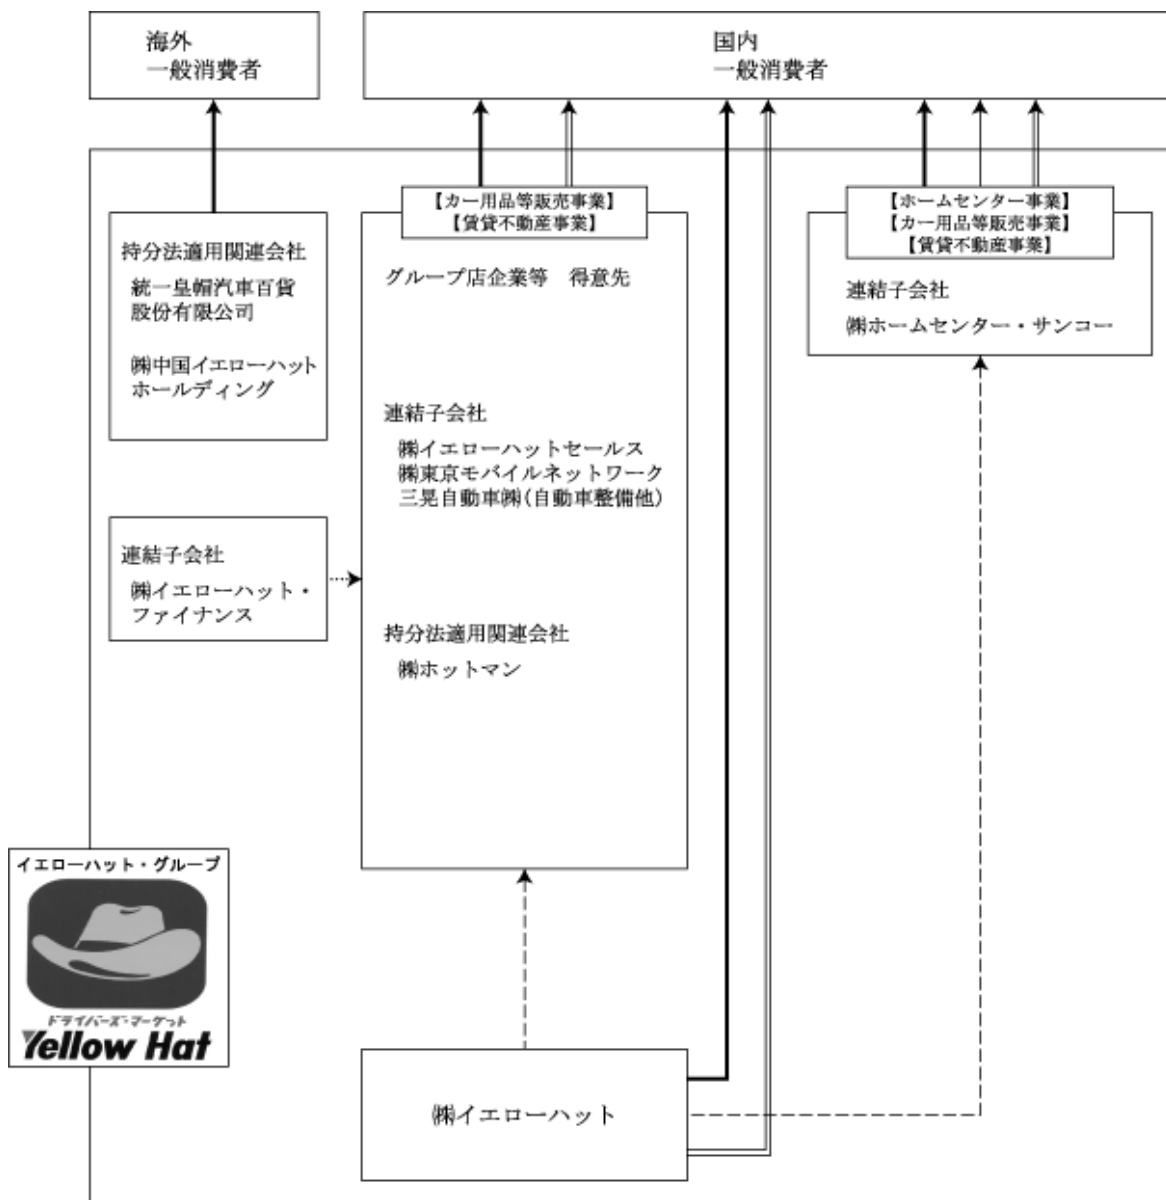 海外
一般消費者
国内
一般消費者
【カー用品等販売事業】
【賃貸不動産事業】
【ホームセンター事業】
【カー用品等販売事業】
【賃貸不動産事業】
持分法適用関連会社
統一皇帽汽車百貨
股份有限公司
㈱中国イエローハット
ホールディング
グループ店企業等　得意先
連結子会社
㈱イエローハットセールス
㈱東京モバイルネットワーク
三晃自動車㈱(自動車整備他)
持分法適用関連会社
㈱ホットマン
連結子会社
㈱ホームセンター・サンコー
連結子会社
㈱イエローハット・
ファイナンス
イエローハット・グループ
ドライバーズ・マーケット
Yellow Hat
㈱イエローハット